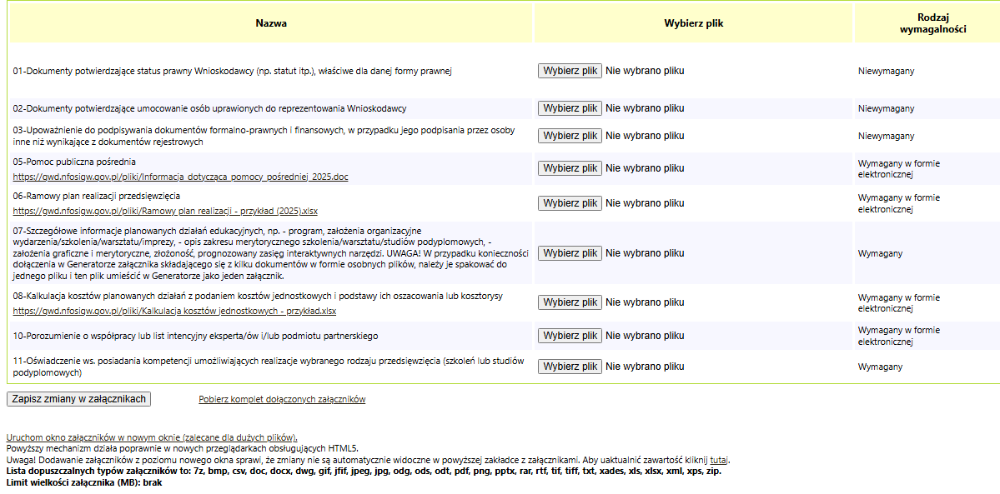 Nazwa
Wybierz plik
Rodzaj
wymagalności
01-Dokumenty potwierdzające status prawny Wnioskodawcy (np. statut itp.), właściwe dla danej formy prawnej
Wybierz plik Nie wybrano pliku
Niewymagany
02-Dokumenty potwierdzające umocowanie osób uprawionych do reprezentowania Wnioskodawcy
Wybierz plik Nie wybrano pliku
Niewymagany
03-Upoważnienie do podpisywania dokumentów formalno-prawnych i finansowych, w przypadku jego podpisania przez osoby
inne niż wynikające z dokumentów rejestrowych
Wybierz plik Nie wybrano pliku
Niewymagany
05-Pomoc publiczna pośrednia
https://gwd.nfosigw.gov.pl/pliki/Informacja_dotycząca_pomocy_pośredniej_2025.doc
Wybierz plik Nie wybrano pliku
Wymagany w formie
elektronicznej
06-Ramowy plan realizacji przedsięwzięcia
https://gwd.nfosigw.gov.pl/pliki/Ramowy plan realizacji - przykład (2025).xlsx
Wybierz plik Nie wybrano pliku
Wymagany w formie
elektronicznej
07-Szczegółowe informacje planowanych działań edukacyjnych, np. - program, założenia organizacyjne
wydarzenia/szkolenia/warsztatu/imprezy, - opis zakresu merytorycznego szkolenia/warsztatu/studiów podyplomowych, -
założenia graficzne i merytoryczne, złożoność, prognozowany zasięg interaktywnych narzędzi. UWAGA! W przypadku konieczności
dołączenia w Generatorze załącznika składającego się z kilku dokumentów w formie osobnych plików, należy je spakować do
jednego pliku i ten plik umieścić w Generatorze jako jeden załącznik.
Wybierz plik Nie wybrano pliku
Wymagany
08-Kalkulacja kosztów planowanych działań z podaniem kosztów jednostkowych i podstawy ich oszacowania lub kosztorysy
https://gwd.nfosigw.gov.pl/pliki/Kalkulacja kosztów jednostkowych - przykład.xlsx
Wybierz plik Nie wybrano pliku
Wymagany w formie
elektronicznej
10-Porozumienie o współpracy lub list intencyjny eksperta/ów i/lub podmiotu partnerskiego
Wybierz plik Nie wybrano pliku
Wymagany w formie
elektronicznej
11-Oświadczenie ws. posiadania kompetencji umożliwiających realizacje wybranego rodzaju przedsięwzięcia (szkoleń lub studiów
podyplomowych)
Wybierz plik Nie wybrano pliku
Wymagany
Zapisz zmiany w załącznikach
Pobierz komplet dołączonych załączników
Uruchom okno załączników w nowym oknie (zalecane dla dużych plików).
Powyższy mechanizm działa poprawnie w nowych przeglądarkach obsługujących HTML5.
Uwaga! Dodawanie załączników z poziomu nowego okna sprawi, że zmiany nie są automatycznie widoczne w powyższej zakładce z załącznikami. Aby uaktualnić zawartość kliknij tutaj.
Lista dopuszczalnych typów załączników to: 7z, bmp, csv, doc, docx, dwg, gif, jfif, jpeg, jpg, odg, ods, odt, pdf, png, pptx, rar, rtf, tif, tiff, txt, xades, xls, xlsx, xml, xps, zip.
Limit wielkości załącznika (MB): brak